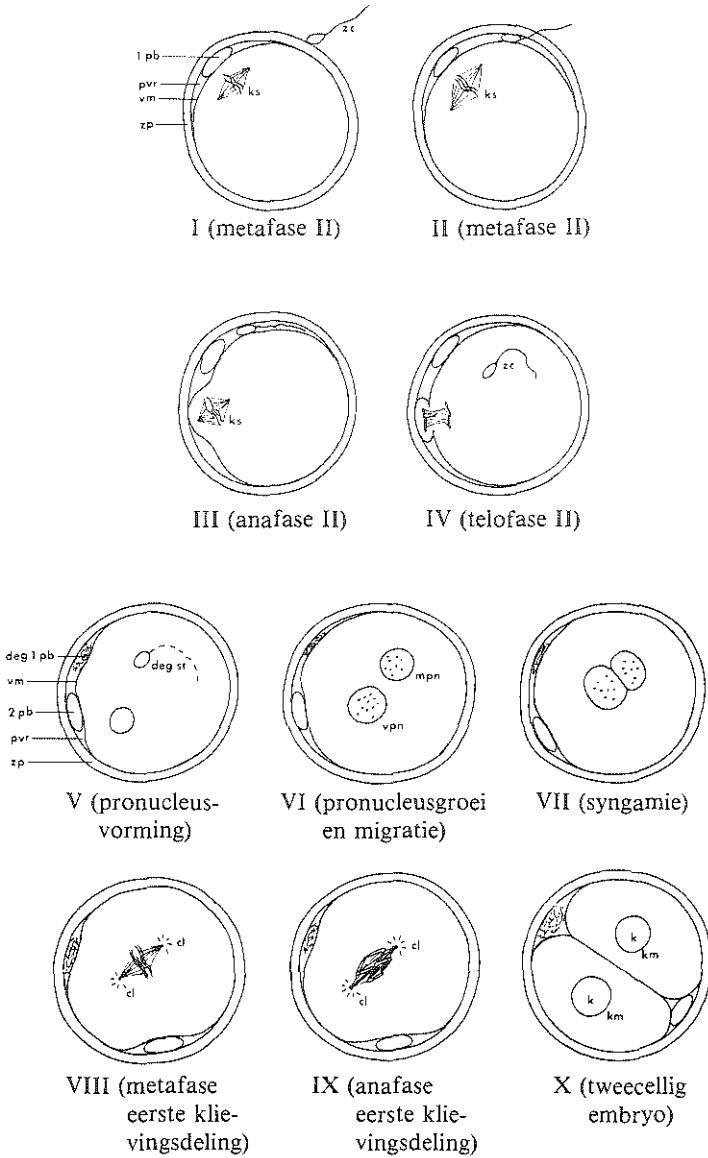 zc
1 pb
pvr
vm
zp
ks
ks
I (metafase II)
II (metafase II)
ks
zc
III (anafase II)
IV (telofase II)
deg 1 pb
vm
2 pb
pvr
zp
deg st
mpn
vpn
V (pronucleus-
vorming)
VI (pronucleusgroei
en migratie)
VII (syngamie)
cl
cl
cl
cl
k
km
k
km
VIII (metafase
eerste klie-
vingsdeling)
IX (anafase
eerste klie-
vingsdeling)
X (tweecellig
embryo)